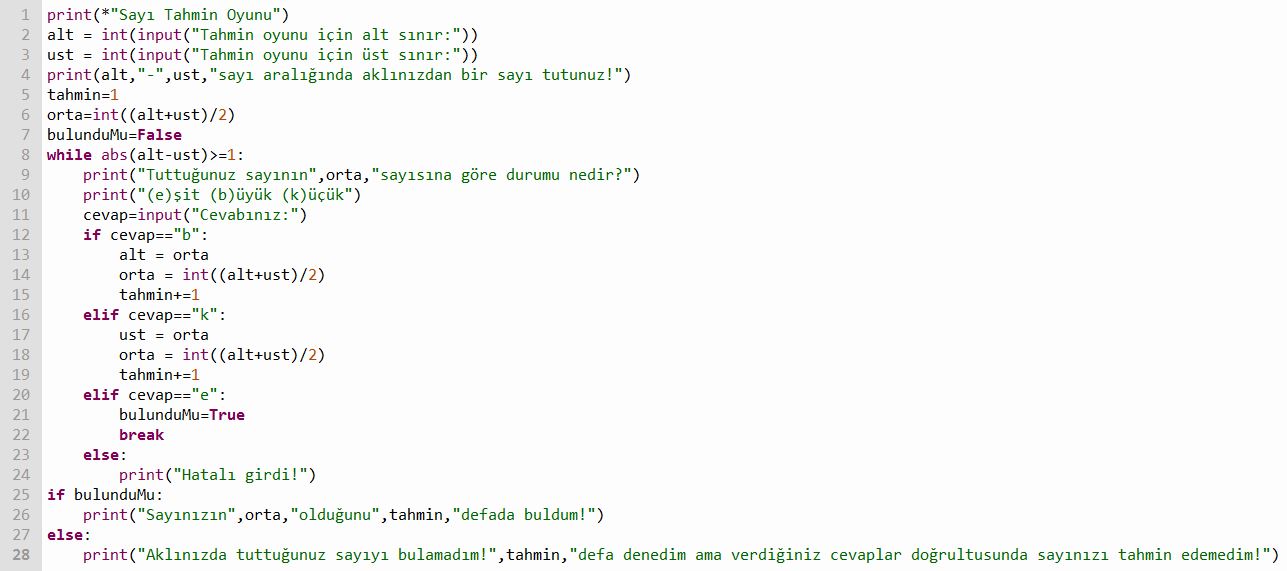 1 print(*"Sayı Tahmin Oyunu")
2 alt = int(input("Tahmin oyunu için alt sınır:"))
3 ust = int(input("Tahmin oyunu için üst sınır:"))
4 print(alt,"-",ust,"sayı aralığında aklınızdan bir sayı tutunuz!")
5 tahmin=1
6 orta=int((alt+ust)/2)
7 bulunduMu=False
8 while abs(alt-ust)>=1:
9     print("Tuttuğunuz sayının",orta,"sayısına göre durumu nedir?")
10     print("(e)şit (b)üyük (k)üçük")
11     cevap=input("Cevabınız:")
12     if cevap=="b":
13         alt = orta
14         orta = int((alt+ust)/2)
15         tahmin+=1
16     elif cevap=="k":
17         ust = orta
18         orta = int((alt+ust)/2)
19         tahmin+=1
20     elif cevap=="e":
21         bulunduMu=True
22         break
23     else:
24         print("Hatalı girdi!")
25 if bulunduMu:
26     print("Sayınızın",orta,"olduğunu",tahmin,"defada buldum!")
27 else:
28     print("Aklınızda tuttuğunuz sayıyı bulamadım!",tahmin,"defa denedim ama verdiğiniz cevaplar doğrultusunda sayınızı tahmin edemedim!")